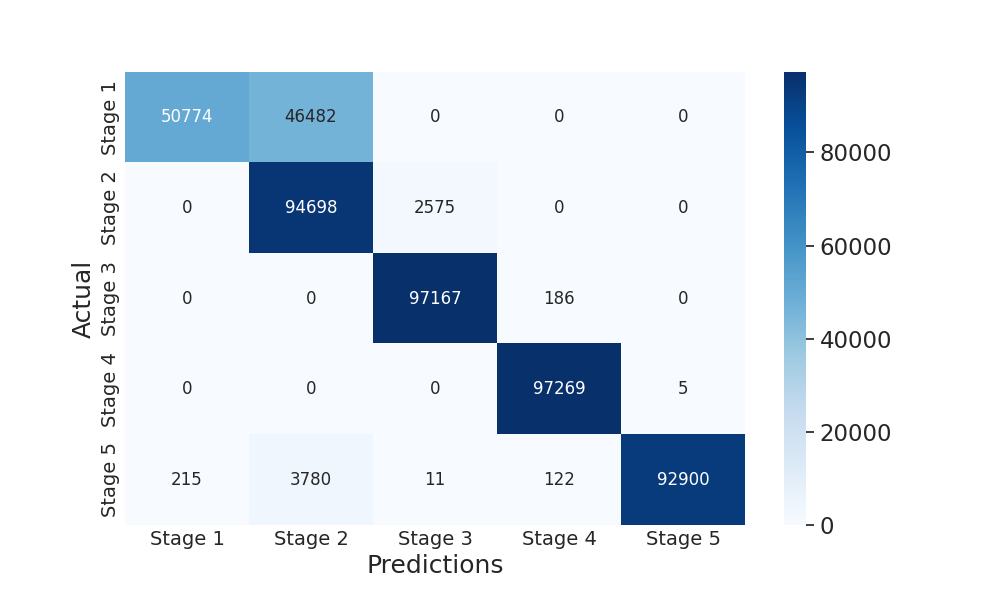 Actual
Stage 1 50774 46482 0 0 0
Stage 2 0 94698 2575 0 0
Stage 3 0 0 97167 186 0
Stage 4 0 0 0 97269 5
Stage 5 215 3780 11 122 92900
Stage 1 Stage 2 Stage 3 Stage 4 Stage 5
Predictions
80000
60000
40000
20000
0